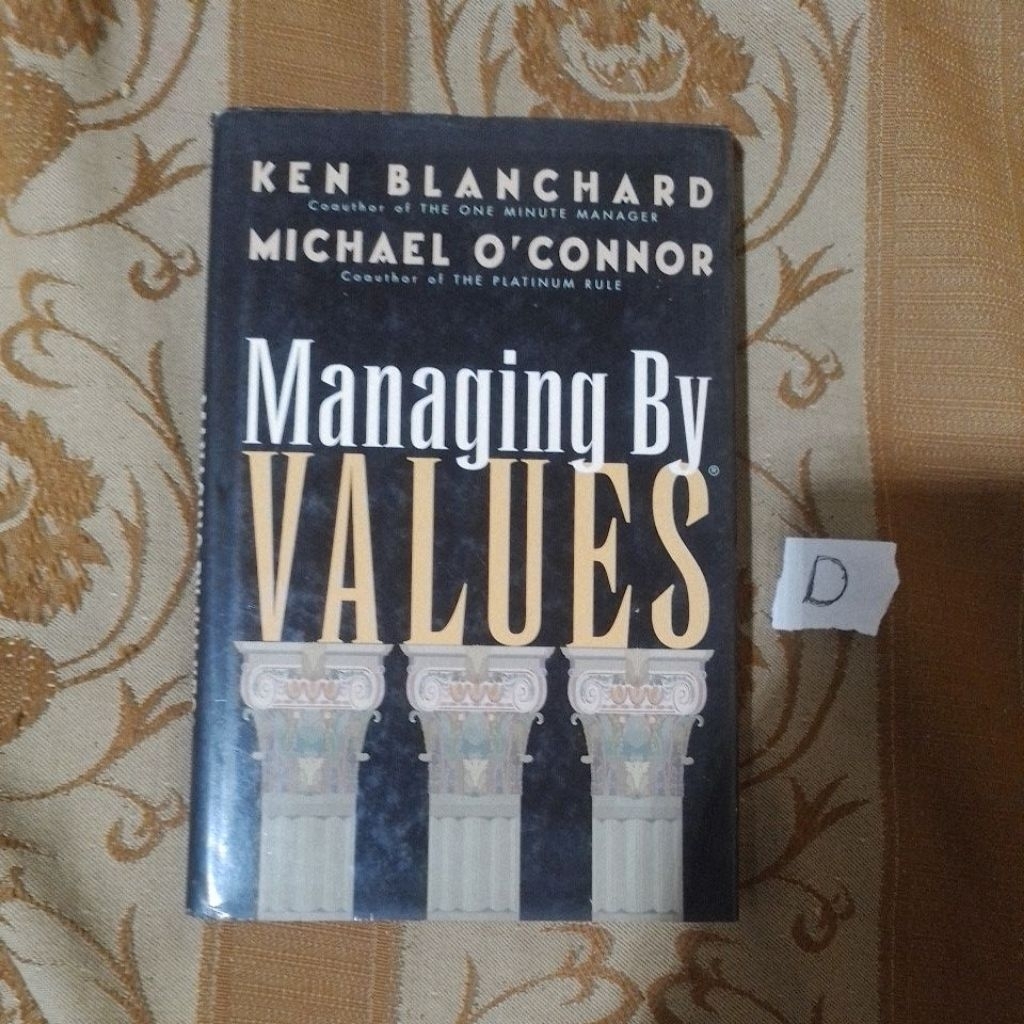 KEN BLANCHARD
Coauthor of THE ONE MINUTE MANAGER
MICHAEL O'CONNOR
Coauthor of THE PLATINUM RULE
Managing By
VALUES®
D